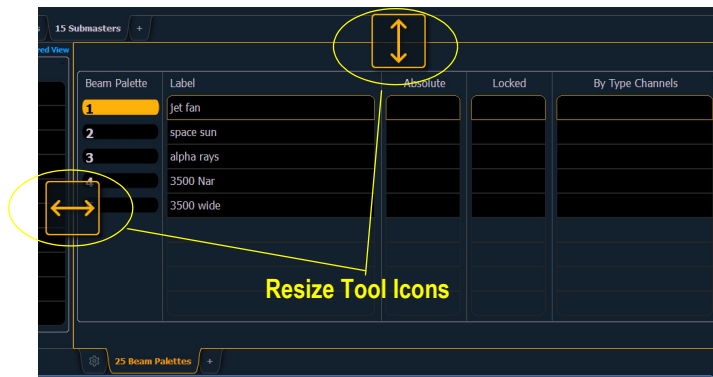 15 Submasters +
red View
Beam Palette Label Absolute Locked By Type Channels
1 jet fan
2 space sun
3 alpha rays
4 3500 Nar
3500 wide
Resize Tool Icons
25 Beam Palettes +